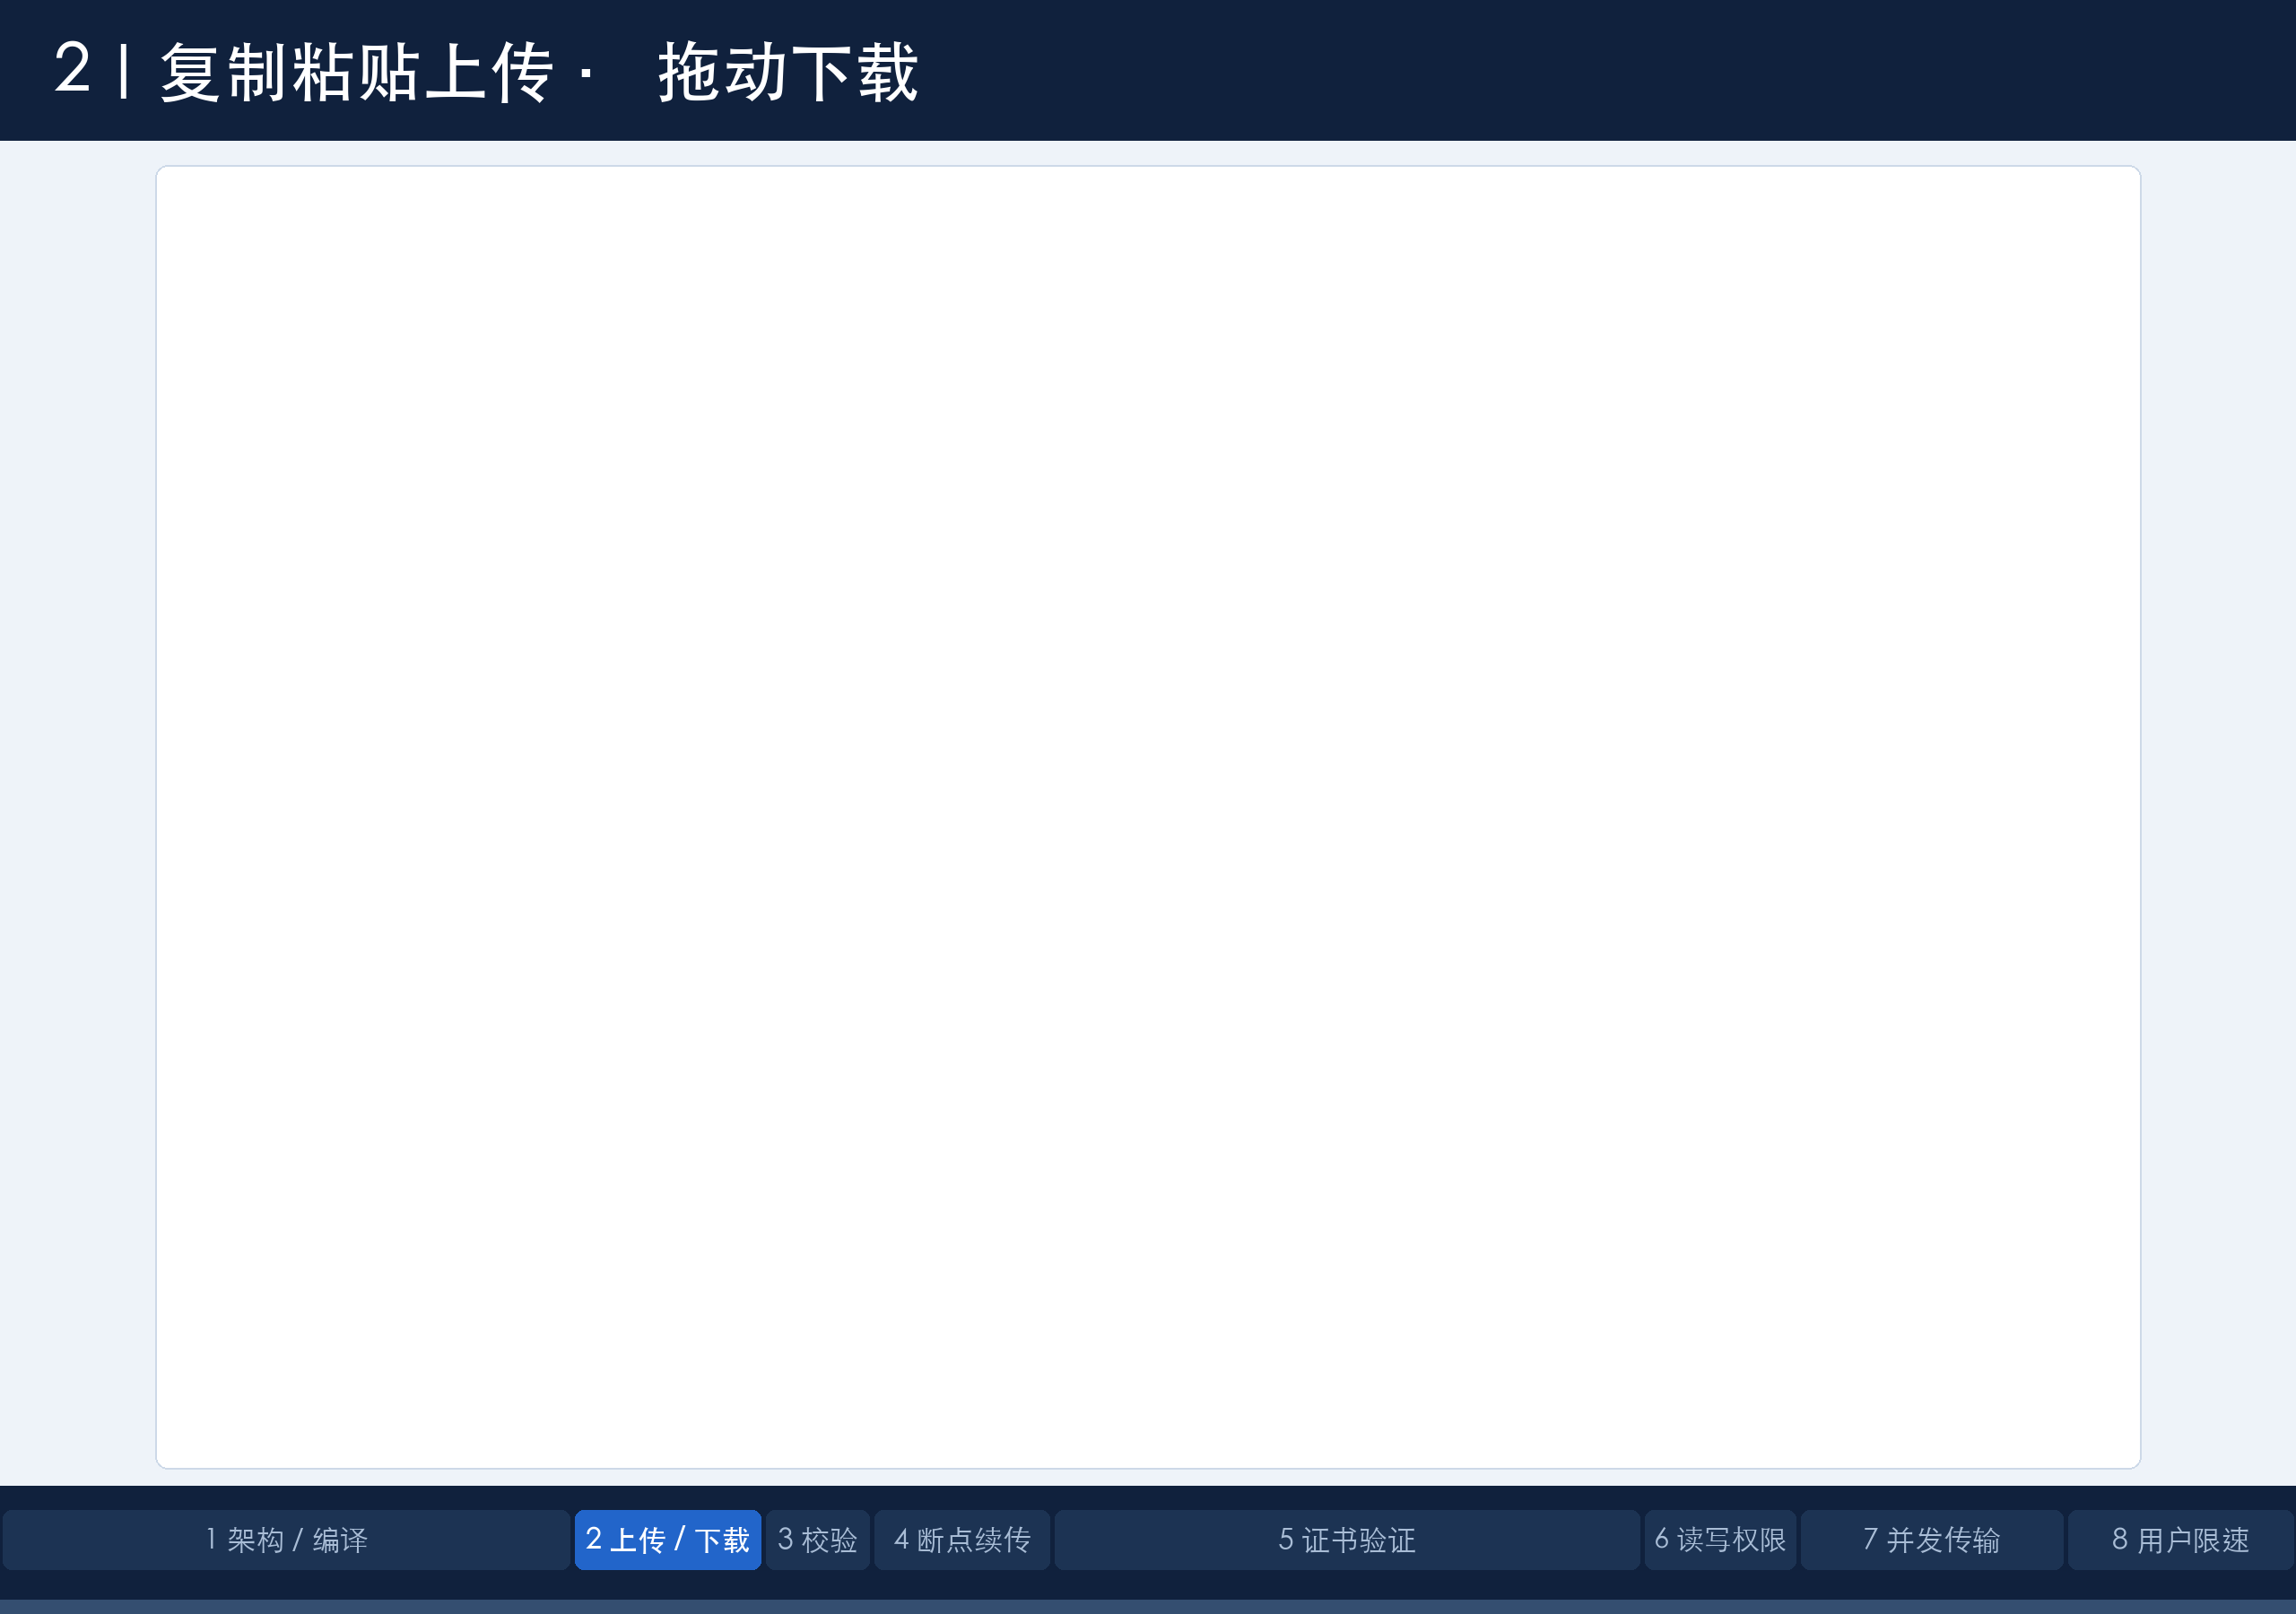 2 | 复制粘贴上传 · 拖动下载
1 架构 / 编译
2 上传 / 下载
3 校验
4 断点续传
5 证书验证
6 读写权限
7 并发传输
8 用户限速